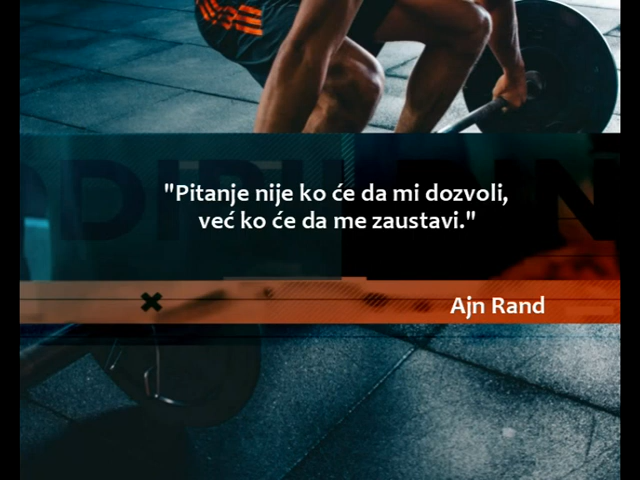 "Pitanje nije ko će da mi dozvoli,
već ko će da me zaustavi."
Ajn Rand